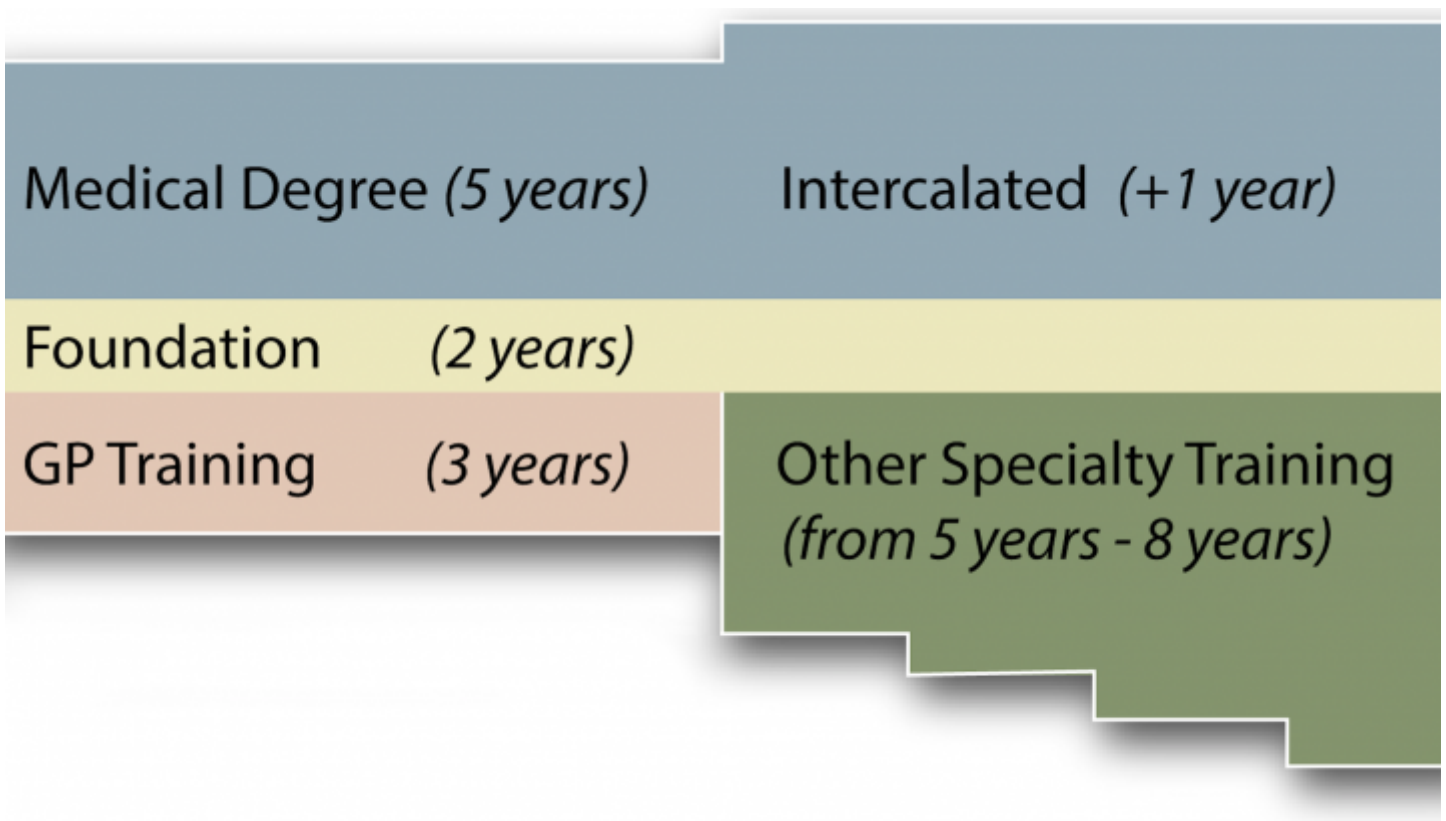 Medical Degree (5 years)
Intercalated (+1 year)
Foundation (2 years)
GP Training (3 years)
Other Specialty Training
(from 5 years - 8 years)